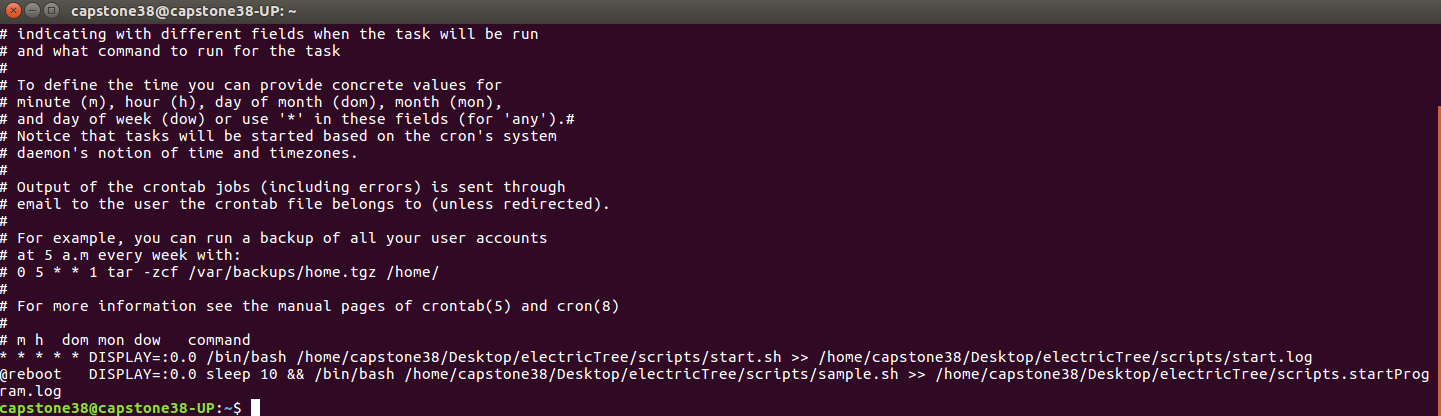 capstone38@capstone38-UP: ~
# indicating with different fields when the task will be run
# and what command to run for the task
#
# To define the time you can provide concrete values for
# minute (m), hour (h), day of month (dom), month (mon),
# and day of week (dow) or use '*' in these fields (for 'any').#
# Notice that tasks will be started based on the cron's system
# daemon's notion of time and timezones.
#
# Output of the crontab jobs (including errors) is sent through
# email to the user the crontab file belongs to (unless redirected).
#
# For example, you can run a backup of all your user accounts
# at 5 a.m every week with:
# 0 5 * * 1 tar -zcf /var/backups/home.tgz /home/
#
# For more information see the manual pages of crontab(5) and cron(8)
#
# m h  dom mon dow   command
* * * * * DISPLAY=:0.0 /bin/bash /home/capstone38/Desktop/electricTree/scripts/start.sh >> /home/capstone38/Desktop/electricTree/scripts/start.log
@reboot   DISPLAY=:0.0 sleep 10 && /bin/bash /home/capstone38/Desktop/electricTree/scripts/sample.sh >> /home/capstone38/Desktop/electricTree/scripts.startProg
ram.log
capstone38@capstone38-UP:~$